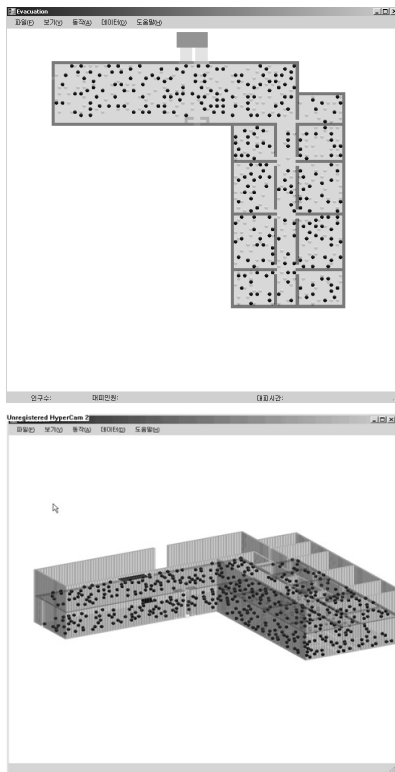 Evacuation
파일(F) 보기(V) 동작(A) 데이터(D) 도움말(H)
인구수: 대피인원: 대피시간:
Unregistered HyperCam 2
파일(F) 보기(V) 동작(A) 데이터(D) 도움말(H)